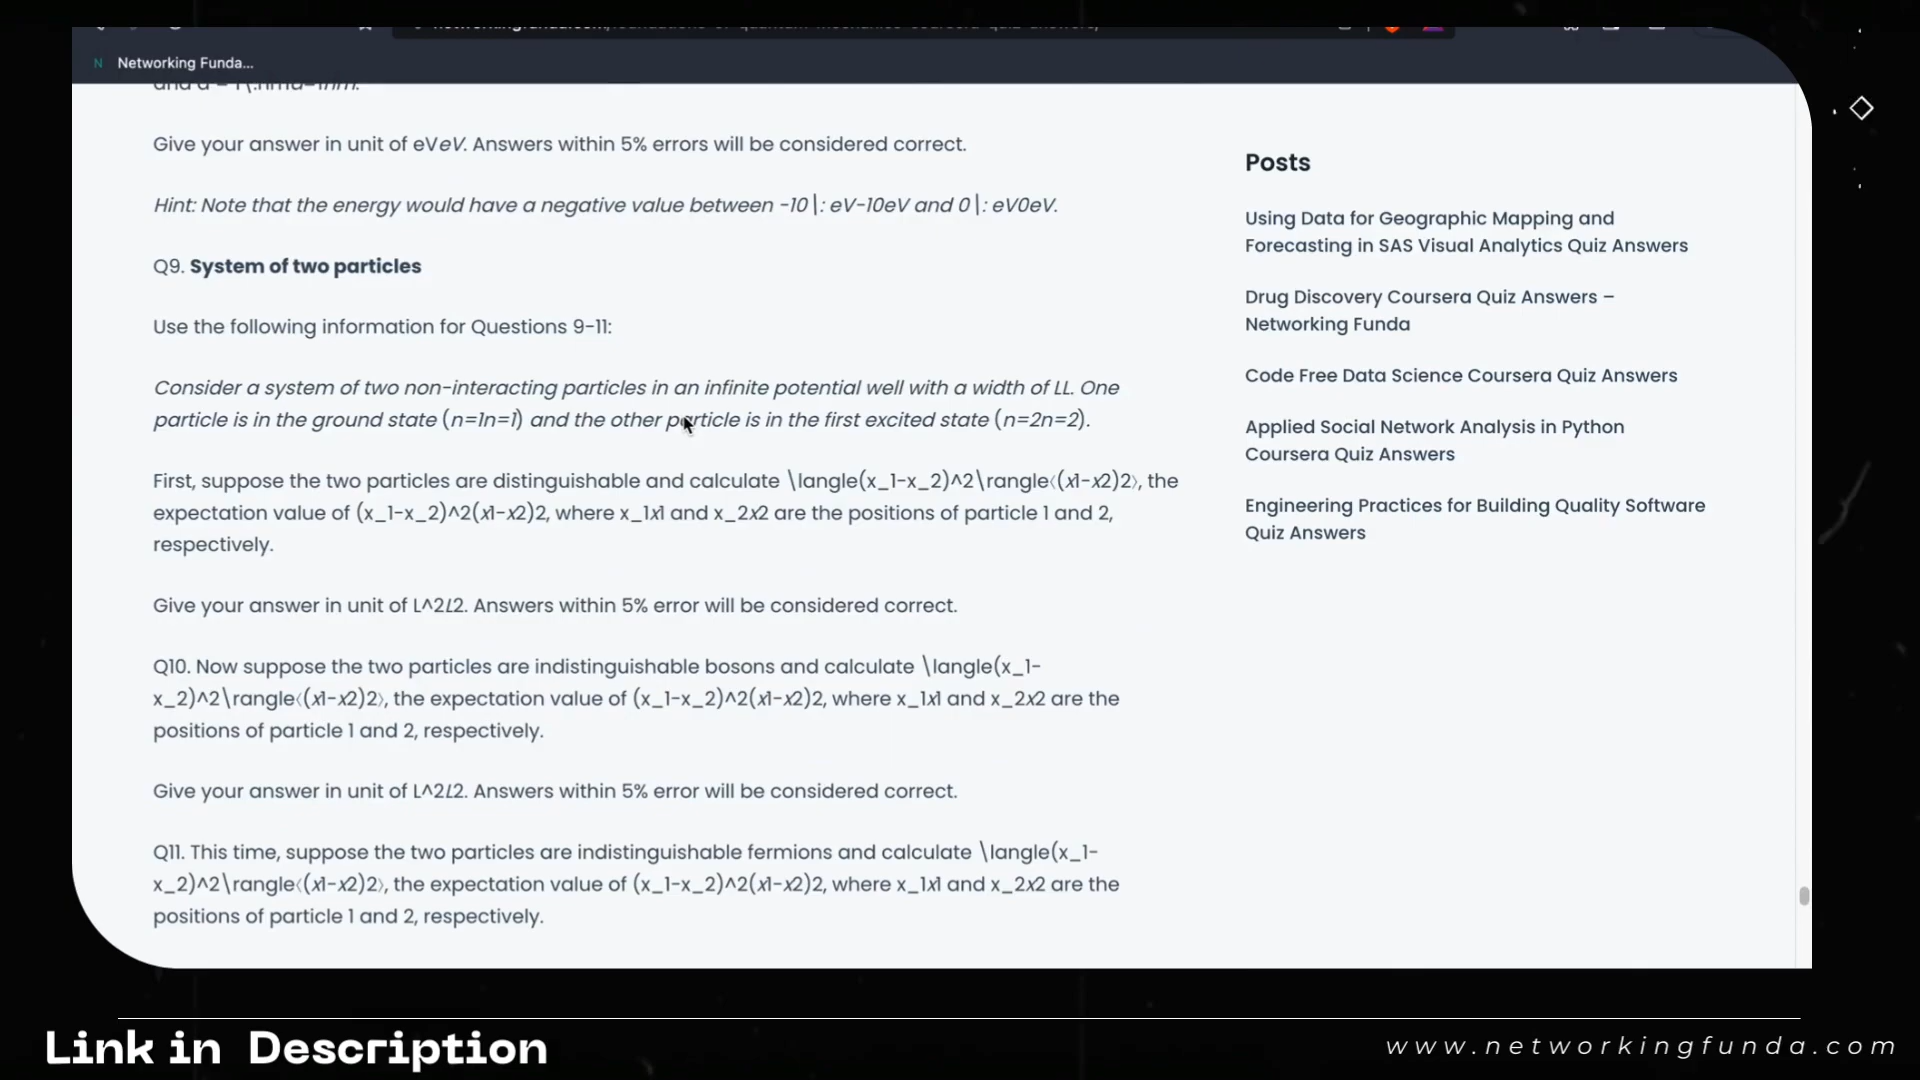 networkingfunda.com/foundations-of-quantum-mechanics-coursera-quiz-answers/
N Networking Funda...
Give your answer in unit of eVeV. Answers within 5% errors will be considered correct.
Hint: Note that the energy would have a negative value between -10\: eV-10eV and 0\: eV0eV.
Q9. System of two particles
Use the following information for Questions 9-11:
Consider a system of two non-interacting particles in an infinite potential well with a width of LL. One
particle is in the ground state (n=1n=1) and the other particle is in the first excited state (n=2n=2).
First, suppose the two particles are distinguishable and calculate \langle(x_1-x_2)^2\rangle⟨(x1-x2)2⟩, the
expectation value of (x_1-x_2)^2(x1-x2)2, where x_1x1 and x_2x2 are the positions of particle 1 and 2,
respectively.
Give your answer in unit of L^2L2. Answers within 5% error will be considered correct.
Q10. Now suppose the two particles are indistinguishable bosons and calculate \langle(x_1-
x_2)^2\rangle⟨(x1-x2)2⟩, the expectation value of (x_1-x_2)^2(x1-x2)2, where x_1x1 and x_2x2 are the
positions of particle 1 and 2, respectively.
Give your answer in unit of L^2L2. Answers within 5% error will be considered correct.
Q11. This time, suppose the two particles are indistinguishable fermions and calculate \langle(x_1-
x_2)^2\rangle⟨(x1-x2)2⟩, the expectation value of (x_1-x_2)^2(x1-x2)2, where x_1x1 and x_2x2 are the
positions of particle 1 and 2, respectively.
Posts
Using Data for Geographic Mapping and
Forecasting in SAS Visual Analytics Quiz Answers
Drug Discovery Coursera Quiz Answers –
Networking Funda
Code Free Data Science Coursera Quiz Answers
Applied Social Network Analysis in Python
Coursera Quiz Answers
Engineering Practices for Building Quality Software
Quiz Answers
Link in Description
www.networkingfunda.com